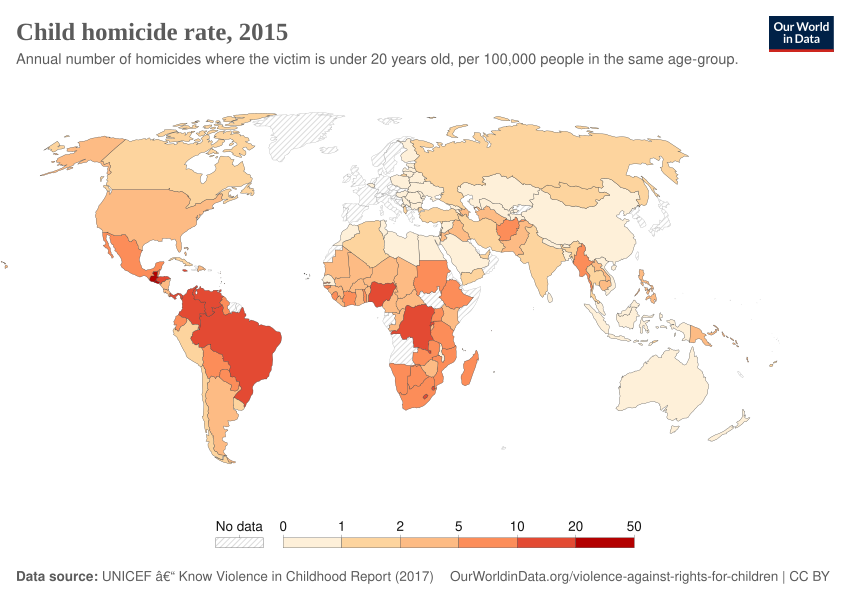 Child homicide rate, 2015
Our World
in Data
Annual number of homicides where the victim is under 20 years old, per 100,000 people in the same age-group.
No data
0
1
2
5
10
20
50
Data source: UNICEF â€“ Know Violence in Childhood Report (2017)
OurWorldinData.org/violence-against-rights-for-children | CC BY